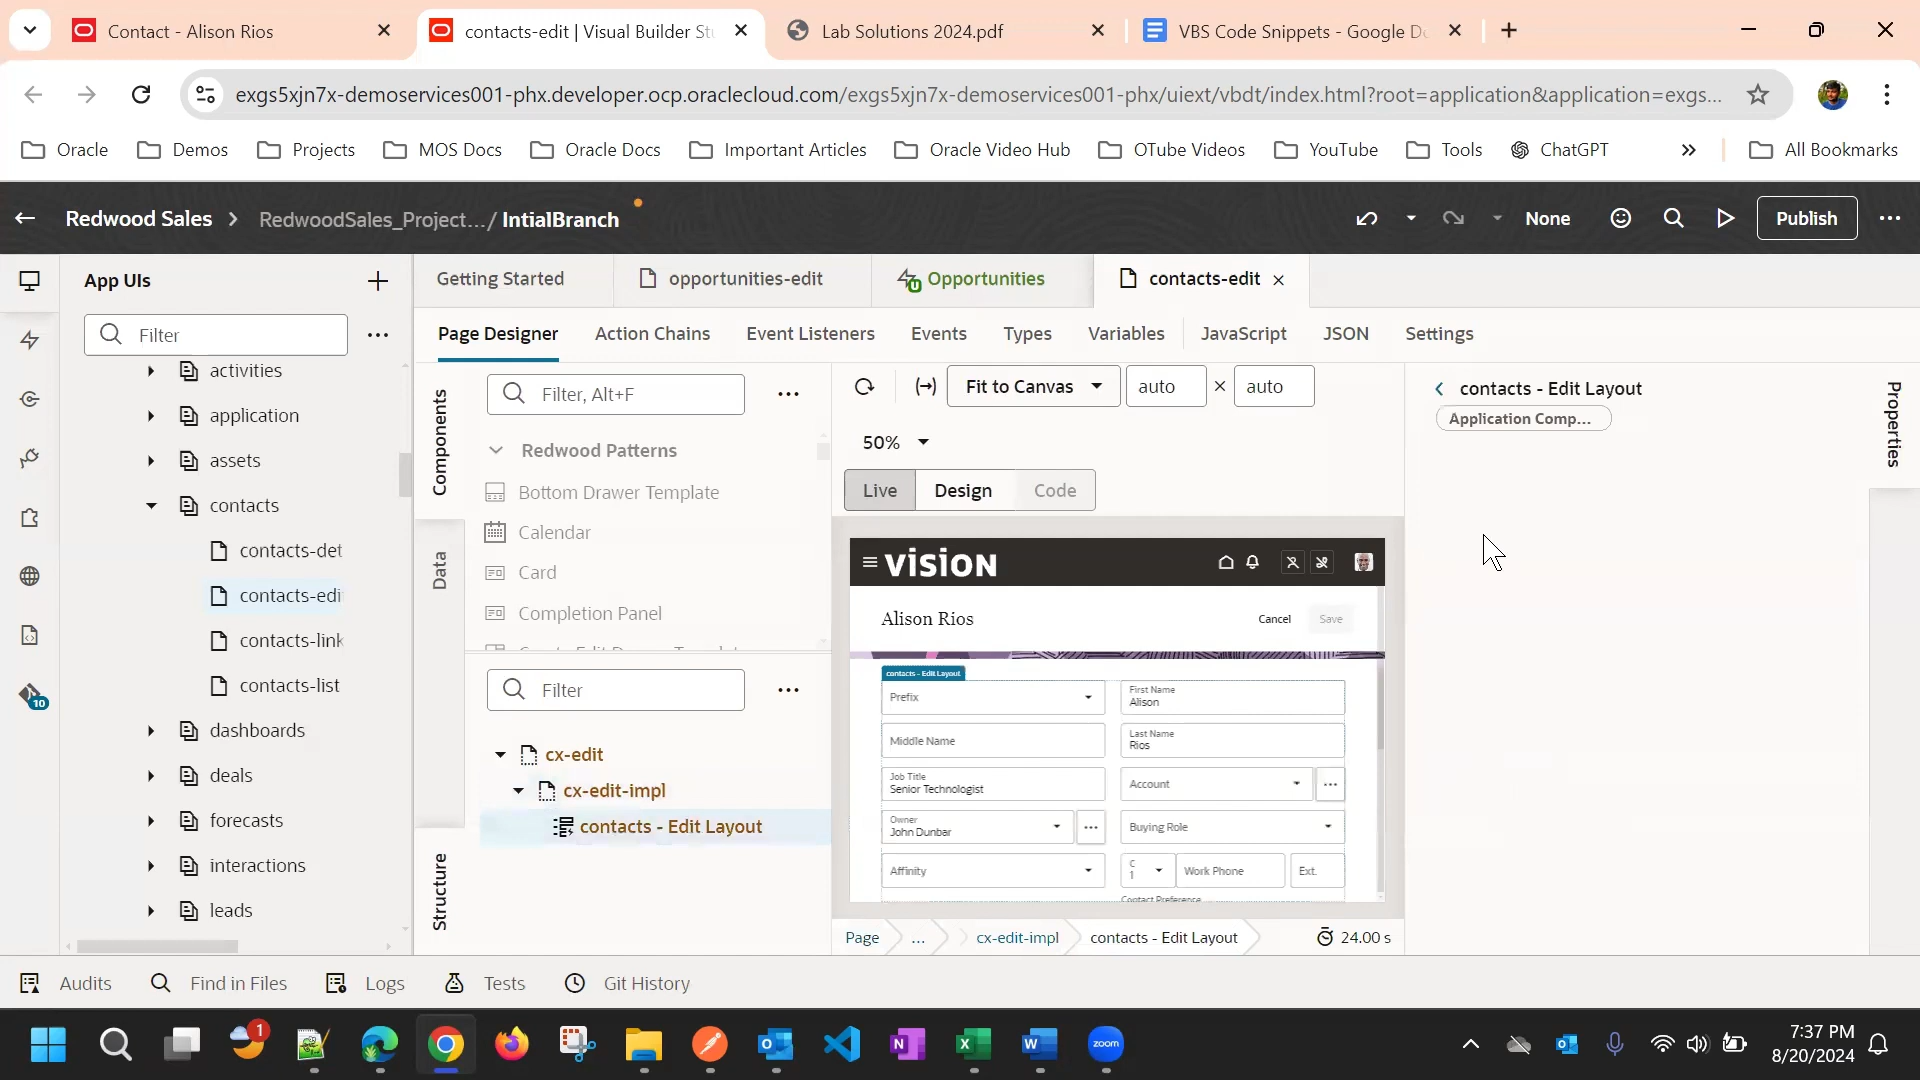 Contact - Alison Rios
contacts-edit | Visual Builder Stu
Lab Solutions 2024.pdf
VBS Code Snippets - Google Do
exgs5xjn7x-demoservices001-phx.developer.ocp.oraclecloud.com/exgs5xjn7x-demoservices001-phx/uiext/vbdt/index.html?root=application&application=exgs...
Oracle
Demos
Projects
MOS Docs
Oracle Docs
Important Articles
Oracle Video Hub
OTube Videos
YouTube
Tools
ChatGPT
All Bookmarks
Redwood Sales
RedwoodSales_Project... / IntialBranch
None
Publish
App UIs
Getting Started
opportunities-edit
Opportunities
contacts-edit
Filter
Page Designer
Action Chains
Event Listeners
Events
Types
Variables
JavaScript
JSON
Settings
activities
application
assets
contacts
contacts-det
contacts-edi
contacts-link
contacts-list
dashboards
deals
forecasts
interactions
leads
Components
Data
Structure
Filter, Alt+F
Redwood Patterns
Bottom Drawer Template
Calendar
Card
Completion Panel
Filter
cx-edit
cx-edit-impl
contacts - Edit Layout
Fit to Canvas
auto
×
auto
50%
Live
Design
Code
VISION
Alison Rios
Cancel
Save
contacts - Edit Layout
Prefix
First Name
Alison
Middle Name
Last Name
Rios
Job Title
Senior Technologist
Account
Owner
John Dunbar
Buying Role
Affinity
C
1
Work Phone
Ext.
Contact Preference
Page
...
cx-edit-impl
contacts - Edit Layout
24.00 s
contacts - Edit Layout
Application Comp...
Properties
10
Audits
Find in Files
Logs
Tests
Git History
1
zoom
7:37 PM
8/20/2024